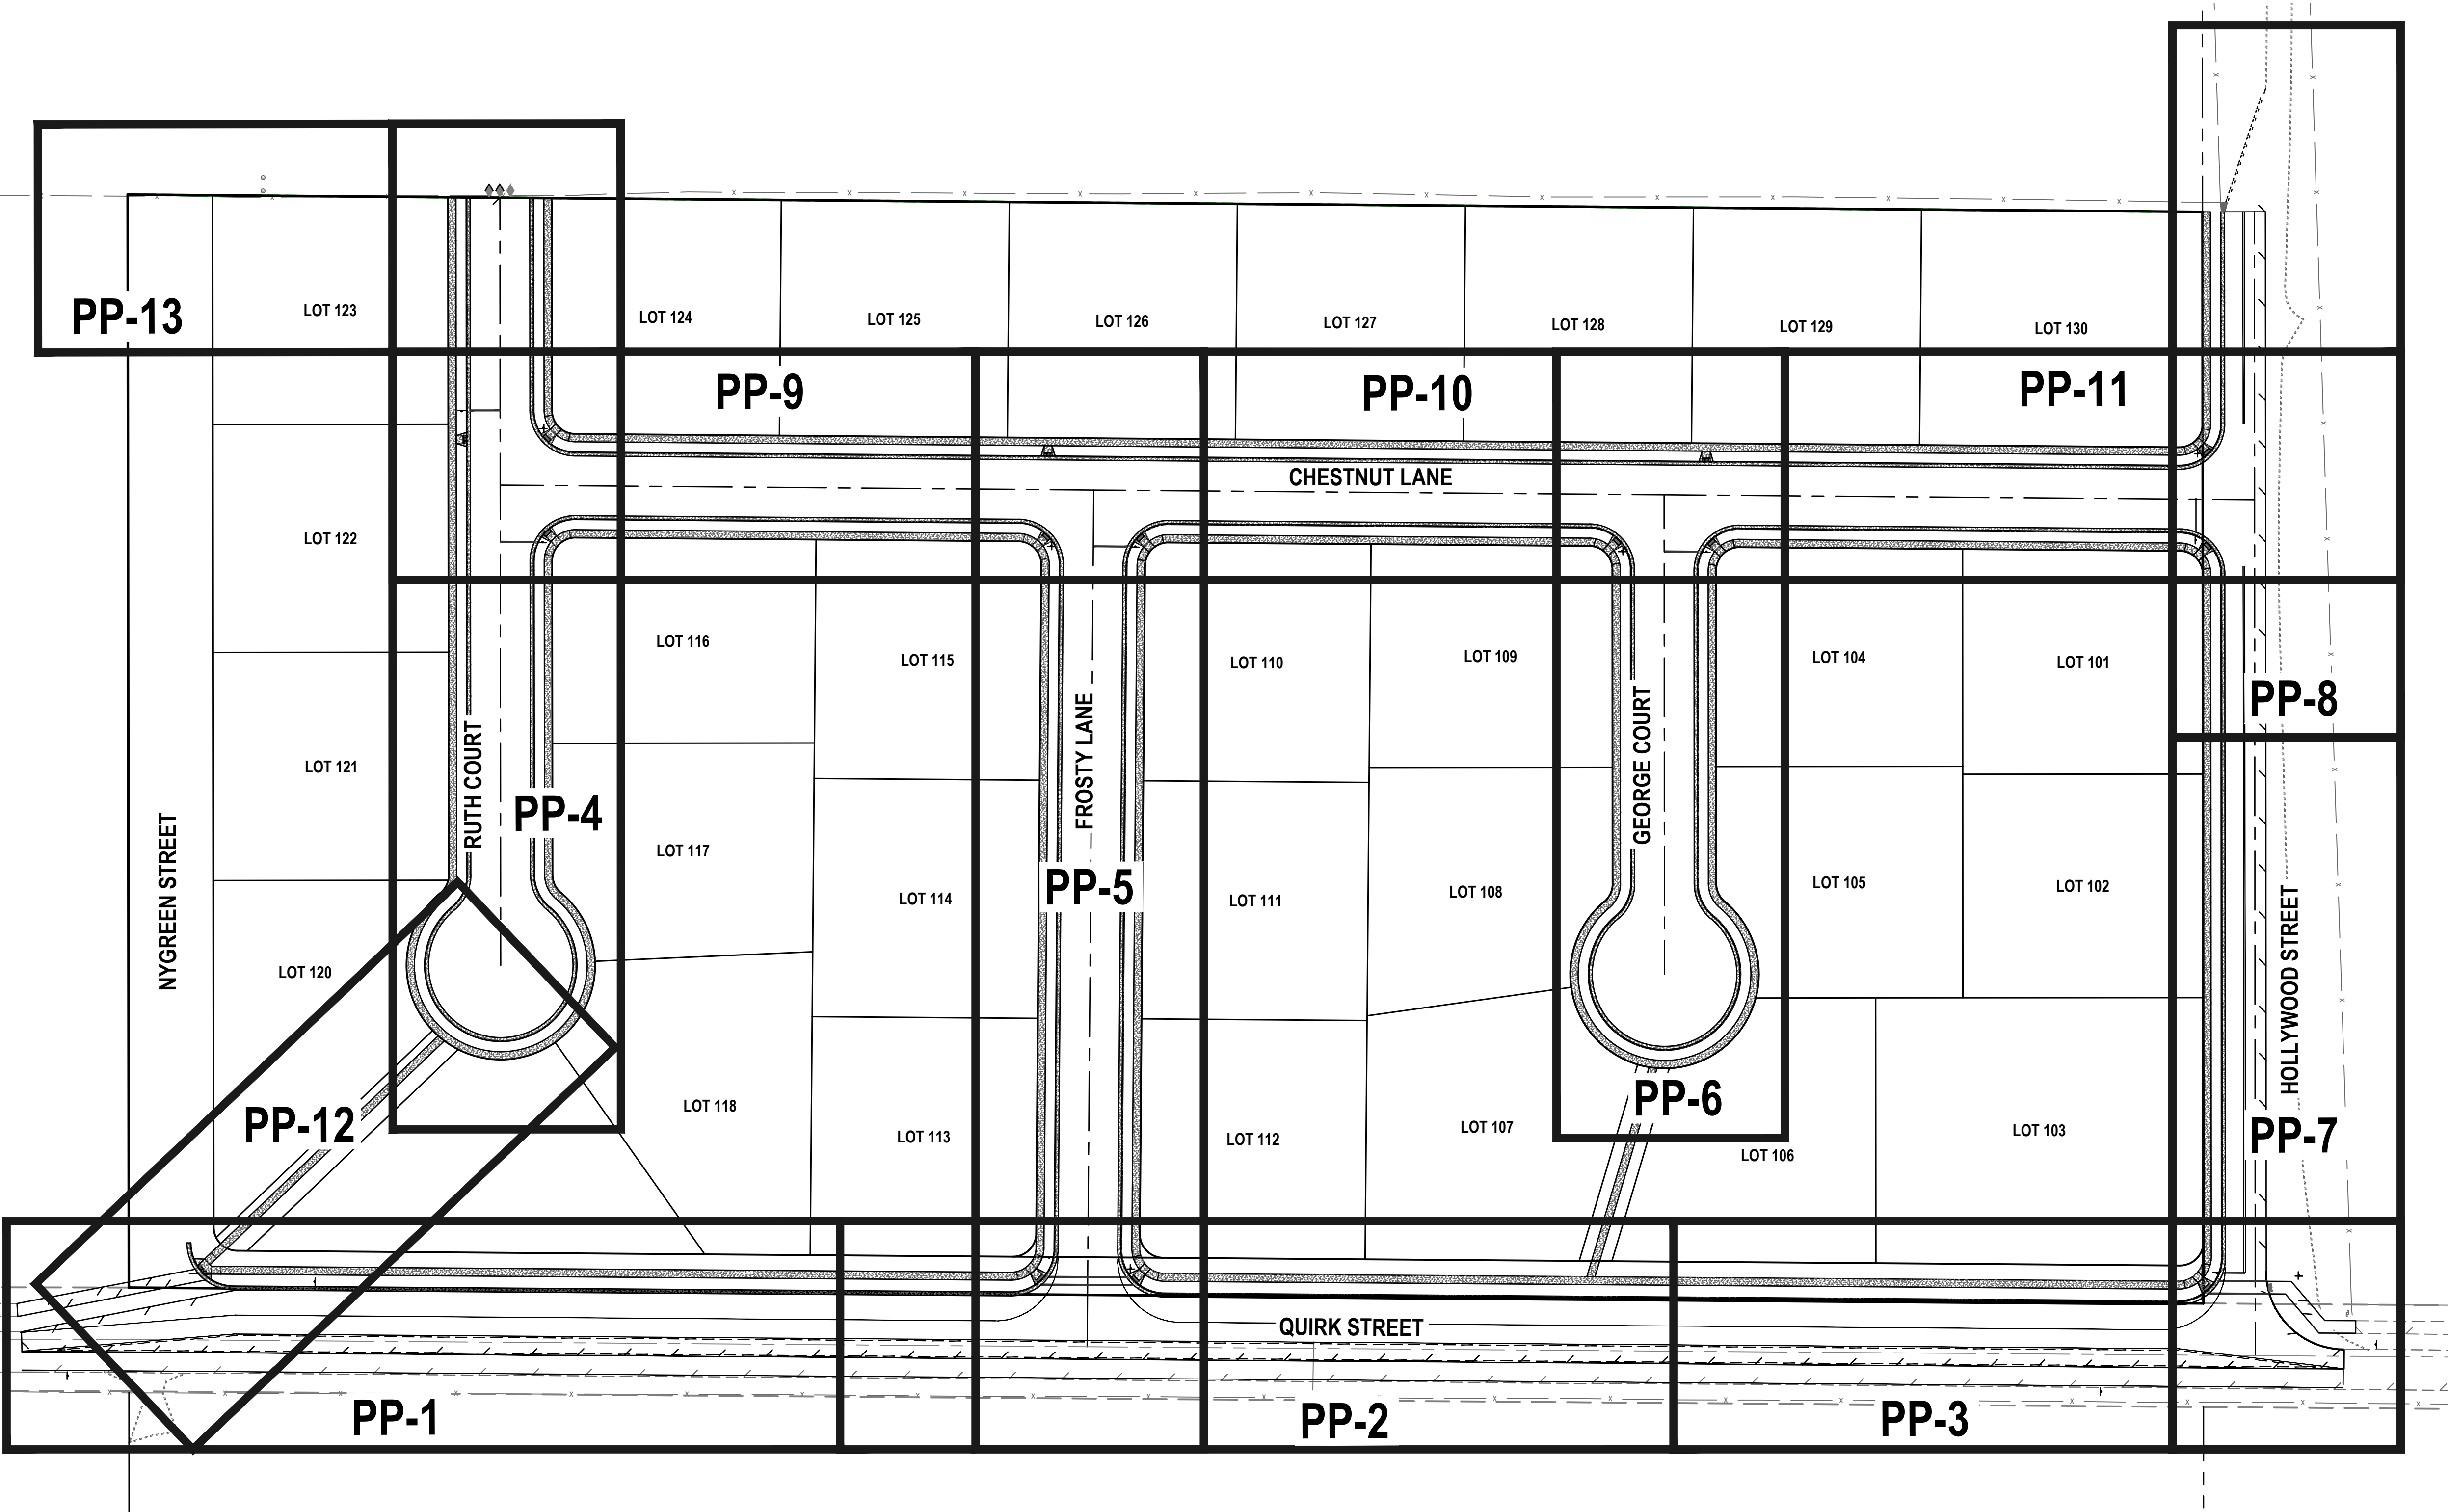 PP-13
LOT 123
LOT 124
LOT 125
LOT 126
LOT 127
LOT 128
LOT 129
LOT 130
PP-9
PP-10
PP-11
CHESTNUT LANE
LOT 122
LOT 116
LOT 115
LOT 110
LOT 109
LOT 104
LOT 101
PP-8
LOT 121
RUTH COURT
PP-4
FROSTY LANE
GEORGE COURT
NYGREEN STREET
LOT 117
PP-5
LOT 114
LOT 111
LOT 108
LOT 105
LOT 102
HOLLYWOOD STREET
LOT 120
PP-12
LOT 118
LOT 113
LOT 112
LOT 107
PP-6
LOT 106
LOT 103
PP-7
QUIRK STREET
PP-1
PP-2
PP-3